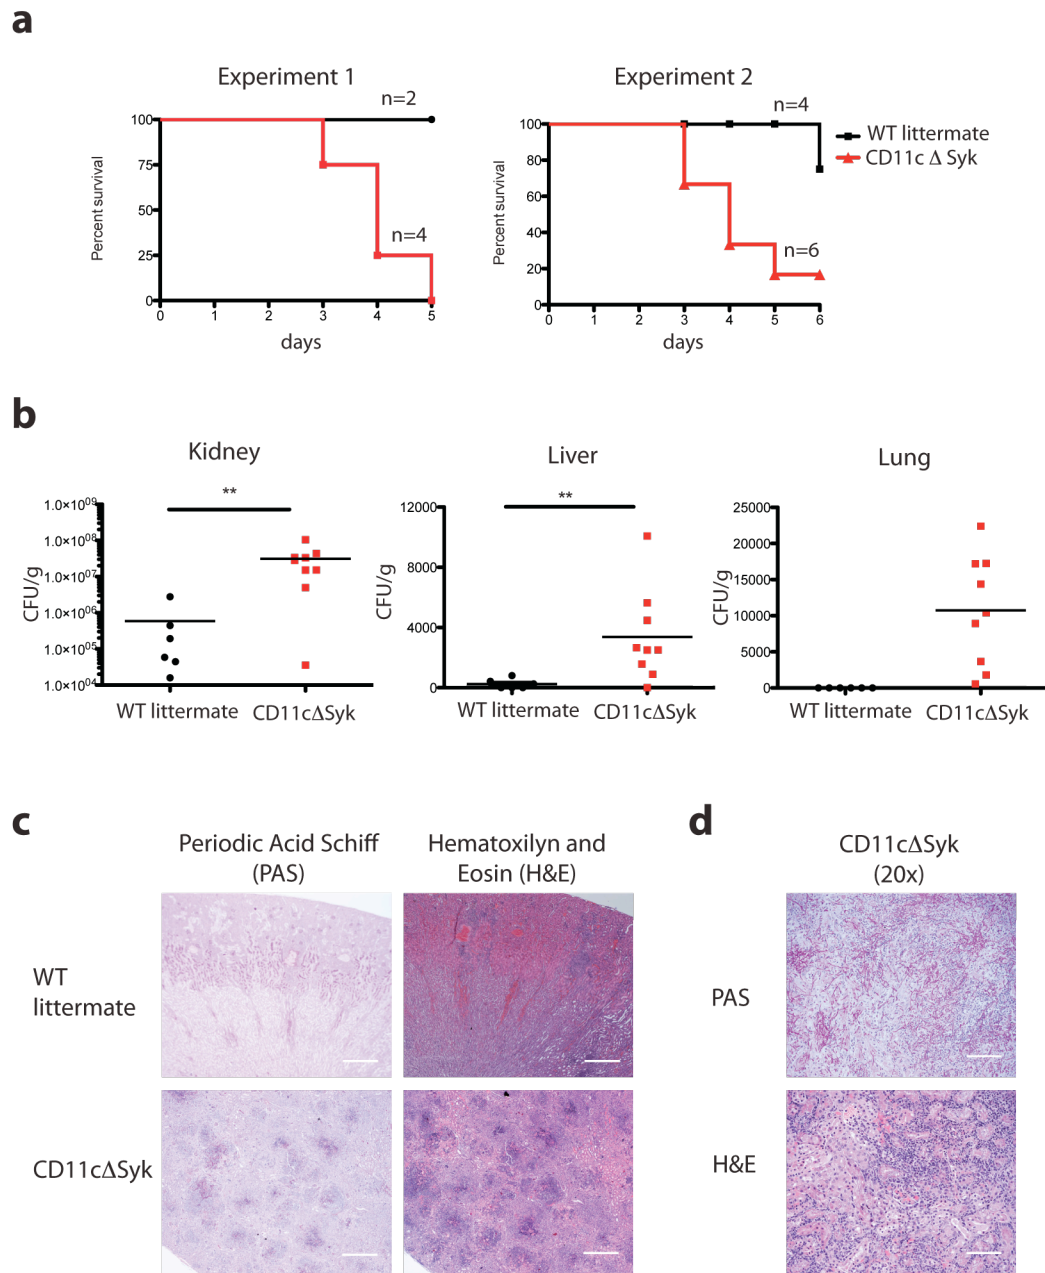 a
Experiment 1
Experiment 2
n=2
n=4
WT littermate
CD11c Δ Syk
Percent survival
100
75
50
25
0
n=4
0 1 2 3 4 5
days
Percent survival
100
80
60
40
20
0
n=6
0 1 2 3 4 5 6
days
b
Kidney
Liver
Lung
**
**
CFU/g
1.0×10⁰⁹
1.0×10⁰⁸
1.0×10⁰⁷
1.0×10⁰⁶
1.0×10⁰⁵
1.0×10⁰⁴
WT littermate CD11cΔSyk
CFU/g
12000
8000
4000
0
WT littermate CD11cΔSyk
CFU/g
25000
20000
15000
10000
5000
0
WT littermate CD11cΔSyk
c
Periodic Acid Schiff
(PAS)
Hematoxilyn and
Eosin (H&E)
WT
littermate
CD11cΔSyk
d
CD11cΔSyk
(20x)
PAS
H&E